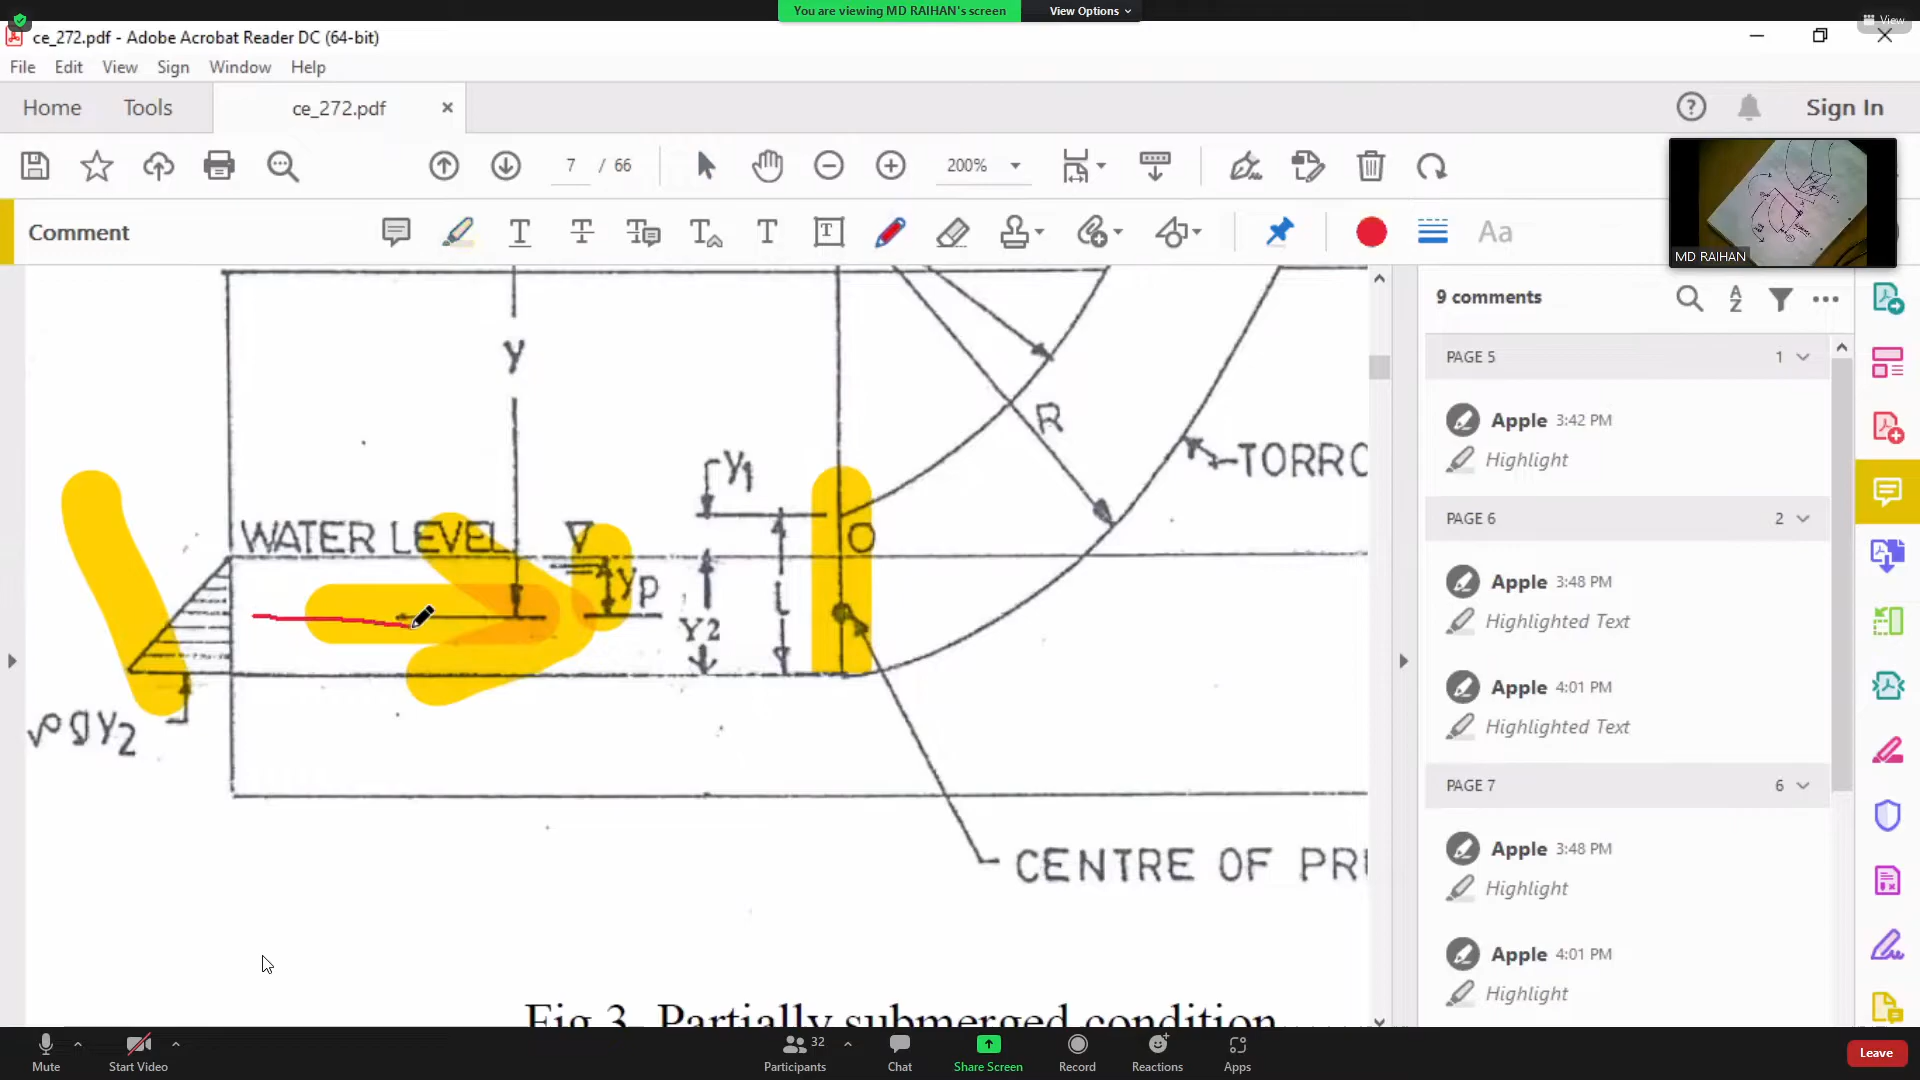 You are viewing MD RAIHAN's screen
View Options
View
ce_272.pdf - Adobe Acrobat Reader DC (64-bit)
File Edit View Sign Window Help
Home Tools ce_272.pdf
Sign In
7 / 66
200%
Comment
Aa
MD RAIHAN
9 comments
PAGE 5 1
Apple 3:42 PM
Highlight
PAGE 6 2
Apple 3:48 PM
Highlighted Text
Apple 4:01 PM
Highlighted Text
PAGE 7 6
Apple 3:48 PM
Highlight
Apple 4:01 PM
Highlight
y
R
TORRO
y1
WATER LEVEL
O
yp
Y2
L
ρgy2
CENTRE OF PR
Fig 3 Partially submerged condition
Mute
Start Video
32
Participants
Chat
Share Screen
Record
Reactions
Apps
Leave